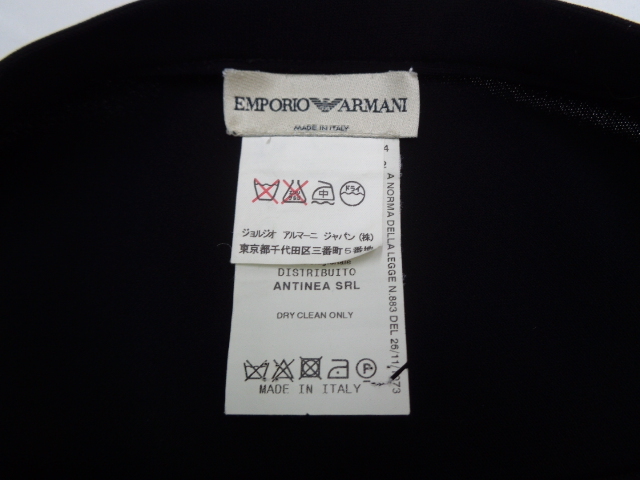 EMPORIO ARMANI
MADE IN ITALY
中
ドライ
ジョルジオ アルマーニ ジャパン(株)
東京都千代田区三番町5番地
DISTRIBUITO
ANTINEA SRL
DRY CLEAN ONLY
A P
MADE IN ITALY
A NORMA DELLA LEGGE N.883 DEL 26/11/1973